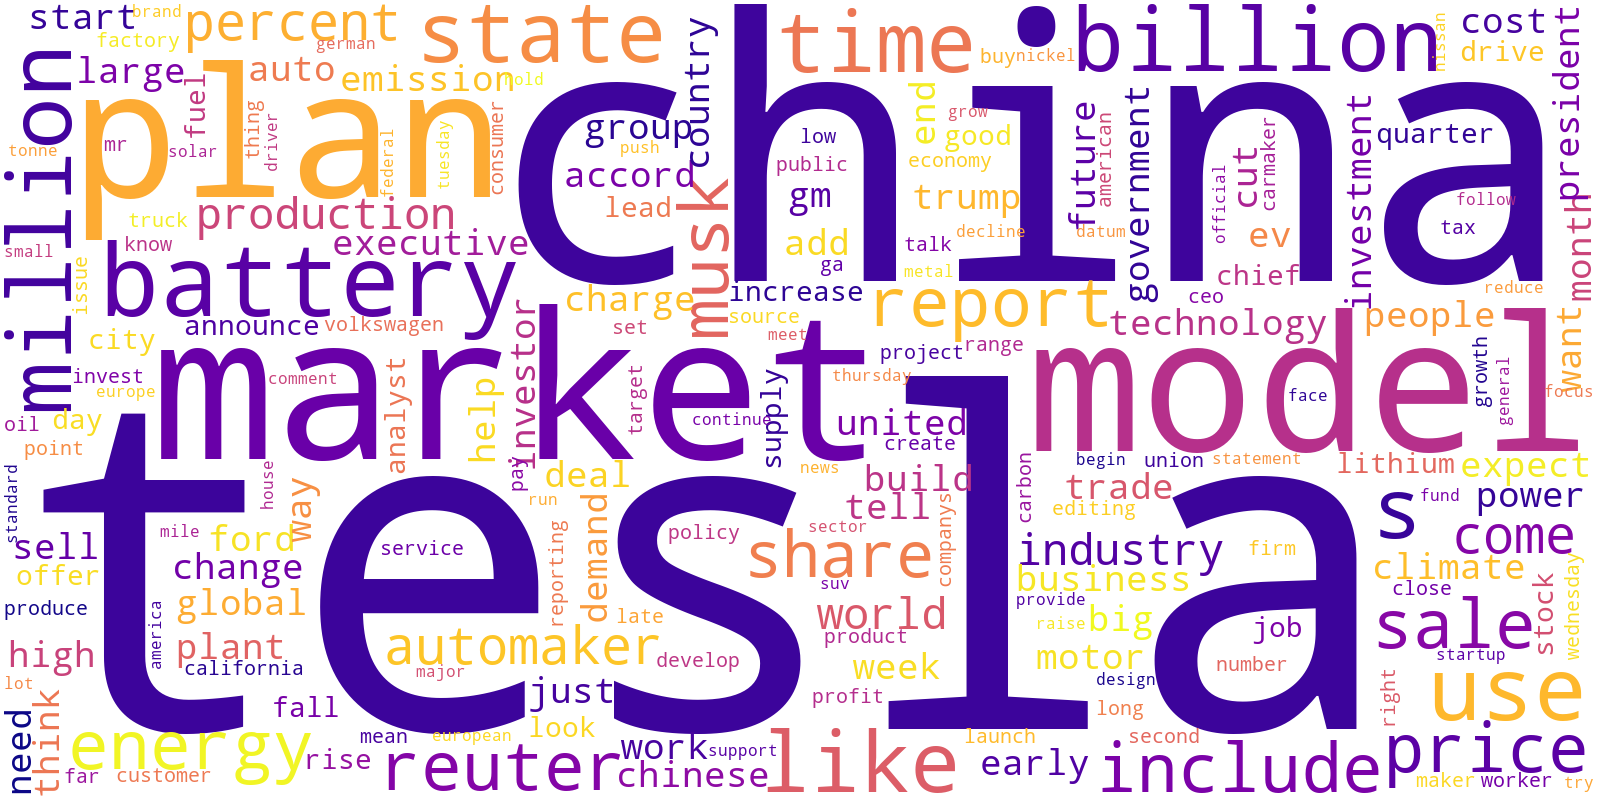 start
brand
percent
state
time
billion
cost
factory
german
buy
nickel
nissan
drive
president
large
auto
emission
hold
country
million
plan
china
fuel
thing
driver
consumer
group
low
end
grow
good
future
american
government
cut
carmaker
quarter
investment
tonne
mr
solar
federal
tuesday
push
public
economy
official
accord
lead
gm
trump
truck
production
musk
ev
follow
tax
month
small
know
executive
add
talk
decline
datum
battery
ga
metal
chief
issue
charge
increase
report
ceo
reduce
announce
volkswagen
investor
set
source
meet
technology
people
want
city
market
project
range
model
growth
general
invest
comment
thursday
europe
analyst
help
target
continue
supply
face
focus
oil
day
united
create
point
tesla
house
pay
deal
news
begin
union
statement
lithium
expect
standard
way
run
build
carbon
trade
s
fund
power
mile
ford
demand
tell
sector
companys
editing
sell
service
reporting
policy
share
industry
firm
come
offer
change
suv
business
climate
close
wednesday
produce
global
late
world
provide
raise
big
job
sale
stock
america
plant
automaker
product
high
california
major
develop
week
motor
number
startup
lot
just
profit
design
use
need
think
fall
look
long
right
energy
mean
european
work
support
launch
second
price
far
customer
rise
reuter
chinese
like
early
include
maker
worker
try